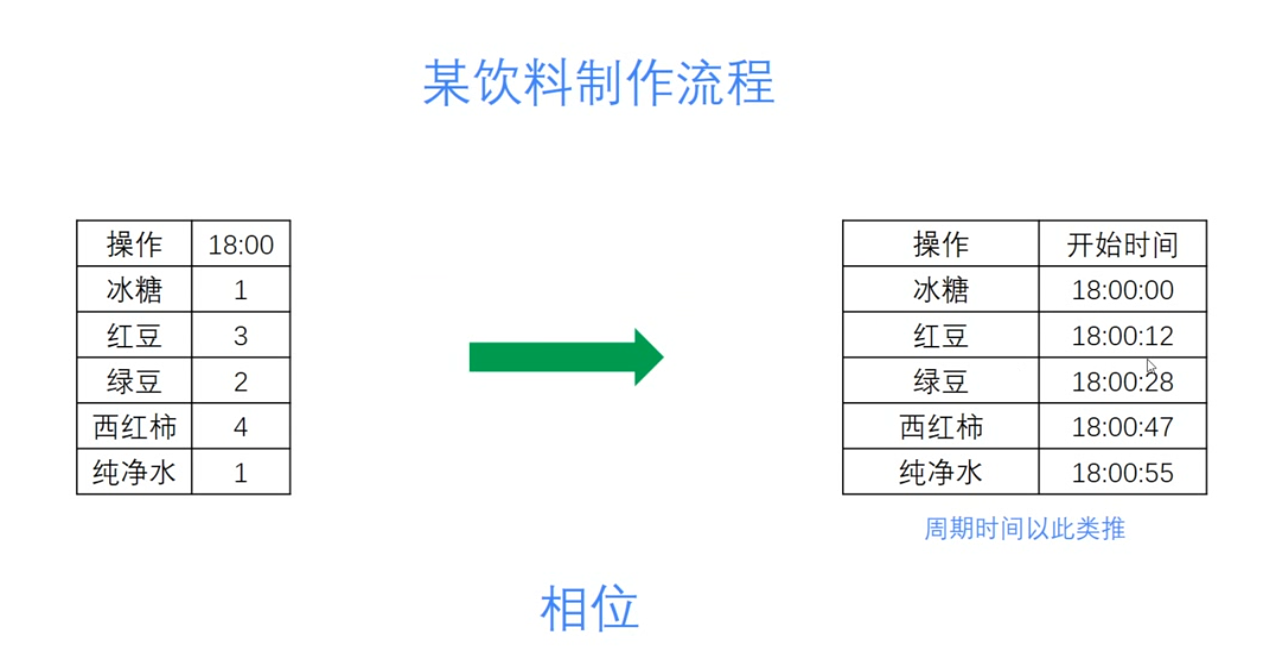 某饮料制作流程
操作 18:00
冰糖 1
红豆 3
绿豆 2
西红柿 4
纯净水 1
操作 开始时间
冰糖 18:00:00
红豆 18:00:12
绿豆 18:00:28
西红柿 18:00:47
纯净水 18:00:55
周期时间以此类推
相位